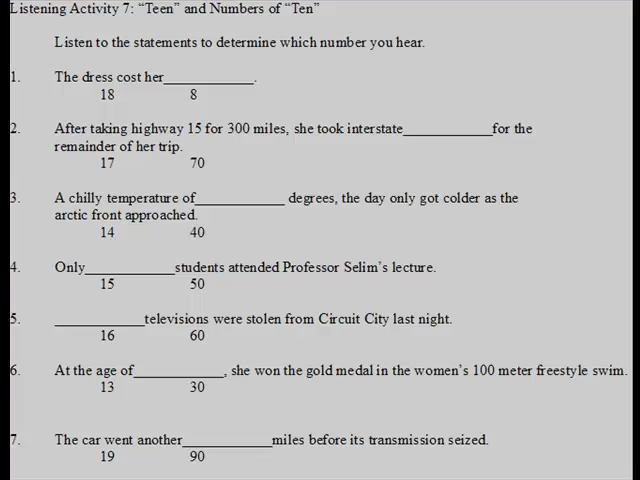 Listening Activity 7: “Teen” and Numbers of “Ten”
Listen to the statements to determine which number you hear.
1. The dress cost her____________.
18 8
2. After taking highway 15 for 300 miles, she took interstate____________for the
remainder of her trip.
17 70
3. A chilly temperature of____________ degrees, the day only got colder as the
arctic front approached.
14 40
4. Only____________students attended Professor Selim’s lecture.
15 50
5. ____________televisions were stolen from Circuit City last night.
16 60
6. At the age of____________, she won the gold medal in the women’s 100 meter freestyle swim.
13 30
7. The car went another____________miles before its transmission seized.
19 90